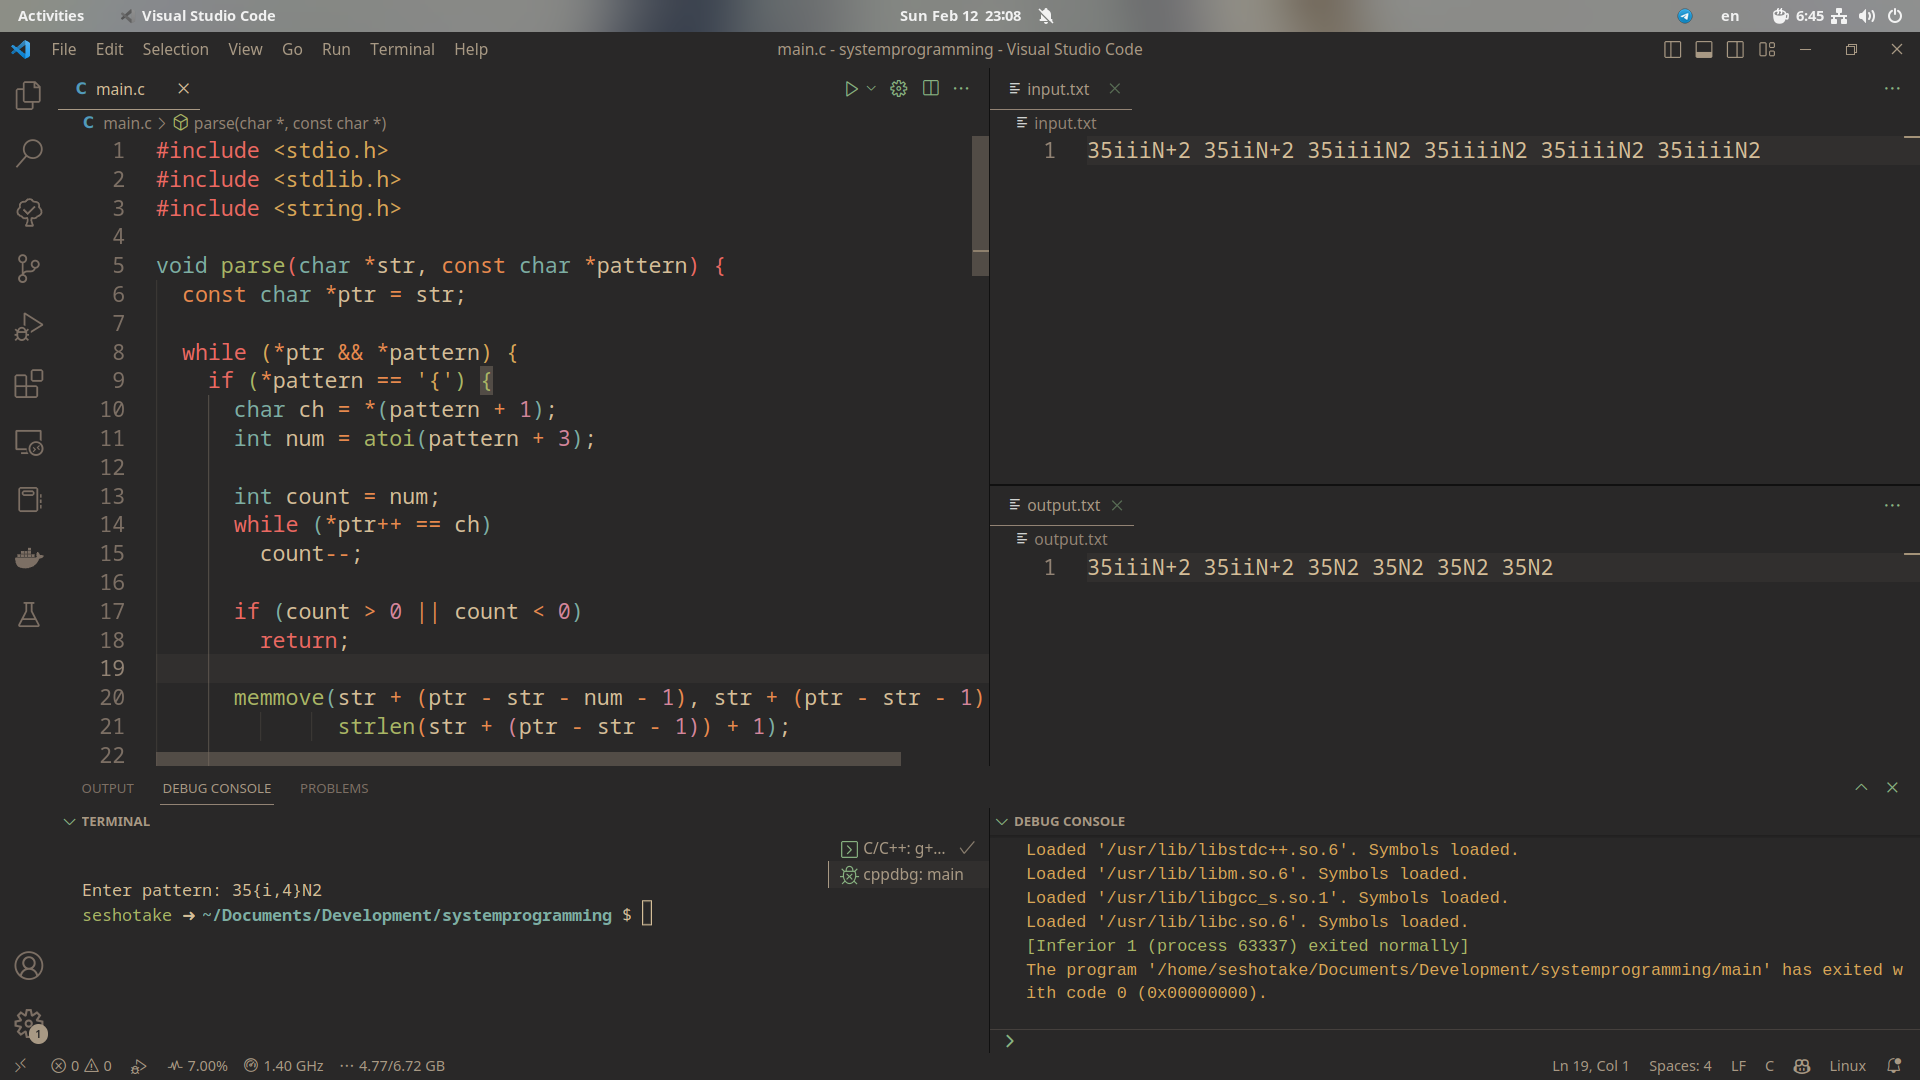 Activities Visual Studio Code Sun Feb 12 23:08 en 6:45
File Edit Selection View Go Run Terminal Help main.c - systemprogramming - Visual Studio Code
C main.c
C main.c > parse(char *, const char *)
1 #include <stdio.h>
2 #include <stdlib.h>
3 #include <string.h>
4
5 void parse(char *str, const char *pattern) {
6 const char *ptr = str;
7
8 while (*ptr && *pattern) {
9 if (*pattern == '{') {
10 char ch = *(pattern + 1);
11 int num = atoi(pattern + 3);
12
13 int count = num;
14 while (*ptr++ == ch)
15 count--;
16
17 if (count > 0 || count < 0)
18 return;
19
20 memmove(str + (ptr - str - num - 1), str + (ptr - str - 1)
21 strlen(str + (ptr - str - 1)) + 1);
22
input.txt
input.txt
1 35iiiN+2 35iiN+2 35iiiiN2 35iiiiN2 35iiiiN2 35iiiiN2
output.txt
output.txt
1 35iiiN+2 35iiN+2 35N2 35N2 35N2 35N2
OUTPUT DEBUG CONSOLE PROBLEMS
TERMINAL
C/C++: g+...
cppdbg: main
Enter pattern: 35{i,4}N2
seshotake ➜ ~/Documents/Development/systemprogramming $
DEBUG CONSOLE
Loaded '/usr/lib/libstdc++.so.6'. Symbols loaded.
Loaded '/usr/lib/libm.so.6'. Symbols loaded.
Loaded '/usr/lib/libgcc_s.so.1'. Symbols loaded.
Loaded '/usr/lib/libc.so.6'. Symbols loaded.
[Inferior 1 (process 63337) exited normally]
The program '/home/seshotake/Documents/Development/systemprogramming/main' has exited w
ith code 0 (0x00000000).
1
0 0 7.00% 1.40 GHz 4.77/6.72 GB Ln 19, Col 1 Spaces: 4 LF C Linux